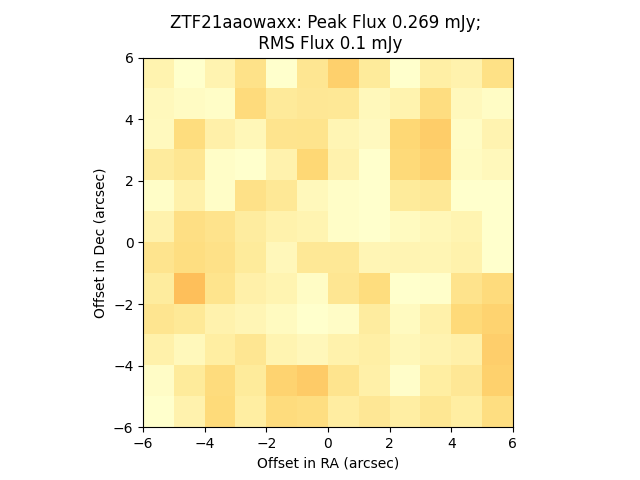 ZTF21aaowaxx: Peak Flux 0.269 mJy;
RMS Flux 0.1 mJy
6
4
2
0
−2
−4
−6
Offset in Dec (arcsec)
−6 −4 −2 0 2 4 6
Offset in RA (arcsec)